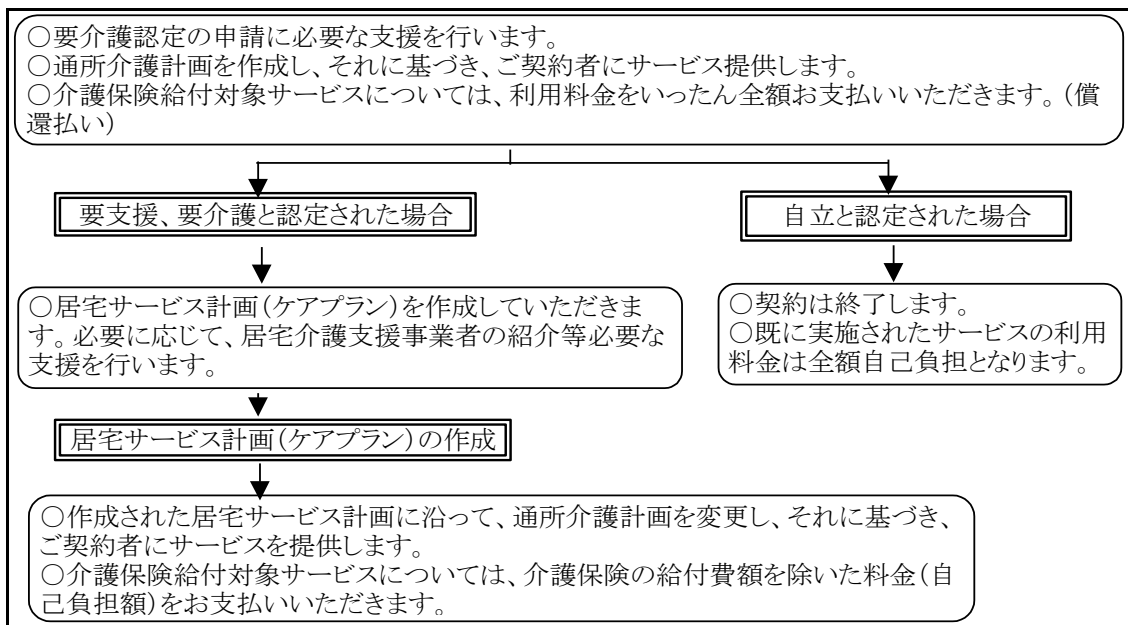 ○要介護認定の申請に必要な支援を行います。
○通所介護計画を作成し、それに基づき、ご契約者にサービス提供します。
○介護保険給付対象サービスについては、利用料金をいったん全額お支払いいただきます。（償
還払い）
要支援、要介護と認定された場合
自立と認定された場合
○居宅サービス計画（ケアプラン）を作成していただきま
す。必要に応じて、居宅介護支援事業者の紹介等必要な
支援を行います。
○契約は終了します。
○既に実施されたサービスの利用
料金は全額自己負担となります。
居宅サービス計画（ケアプラン）の作成
○作成された居宅サービス計画に沿って、通所介護計画を変更し、それに基づき、
ご契約者にサービスを提供します。
○介護保険給付対象サービスについては、介護保険の給付費額を除いた料金（自
己負担額）をお支払いいただきます。